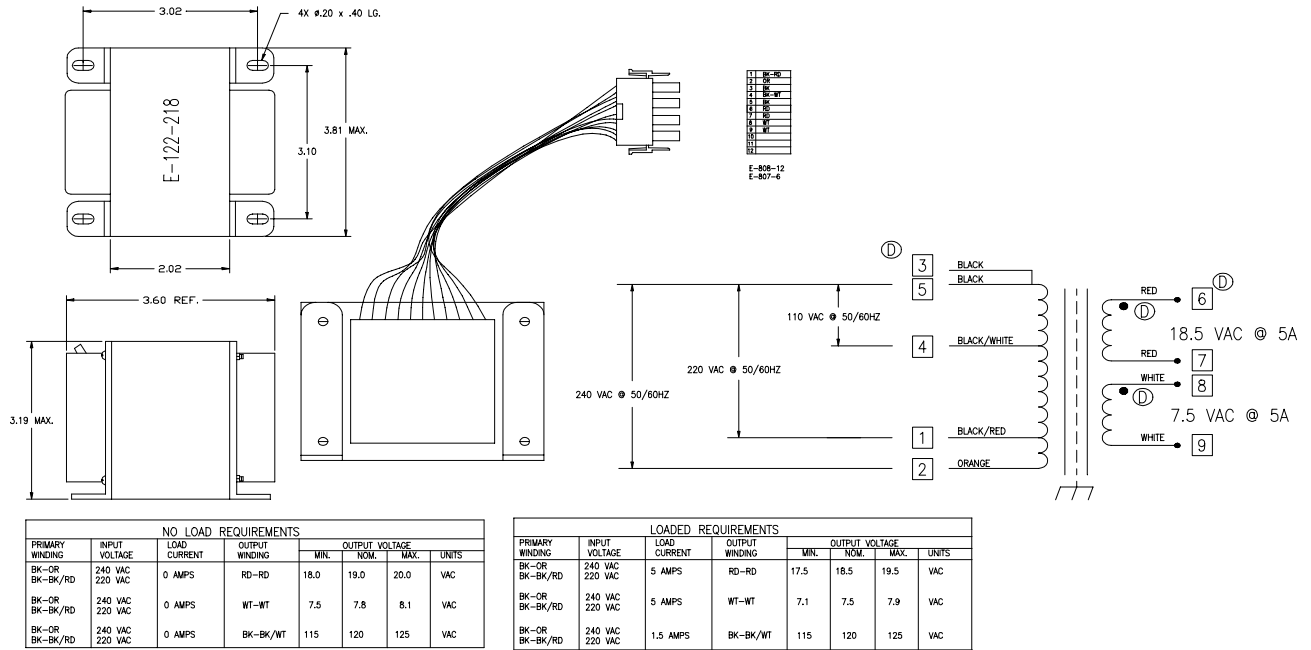 3.02
4X ø.20 x .40 LG.
E-122-218
3.81 MAX.
3.10
2.02
3.60 REF.
3.19 MAX.
1 BK-RD
2 OR
3 BK
4 BK-WT
5 BK
6 RD
7 RD
8 WT
9 WT
10
11
12
E-808-12
E-807-6
D
3 BLACK
5 BLACK
110 VAC @ 50/60HZ
4 BLACK/WHITE
220 VAC @ 50/60HZ
240 VAC @ 50/60HZ
1 BLACK/RED
2 ORANGE
RED 6 D
D
18.5 VAC @ 5A
RED 7
WHITE 8
D
7.5 VAC @ 5A
WHITE 9
NO LOAD REQUIREMENTS
PRIMARY WINDING INPUT VOLTAGE LOAD CURRENT OUTPUT WINDING OUTPUT VOLTAGE
MIN. NOM. MAX. UNITS
BK-OR 240 VAC
BK-BK/RD 220 VAC 0 AMPS RD-RD 18.0 19.0 20.0 VAC
BK-OR 240 VAC
BK-BK/RD 220 VAC 0 AMPS WT-WT 7.5 7.8 8.1 VAC
BK-OR 240 VAC
BK-BK/RD 220 VAC 0 AMPS BK-BK/WT 115 120 125 VAC
LOADED REQUIREMENTS
PRIMARY WINDING INPUT VOLTAGE LOAD CURRENT OUTPUT WINDING OUTPUT VOLTAGE
MIN. NOM. MAX. UNITS
BK-OR 240 VAC
BK-BK/RD 220 VAC 5 AMPS RD-RD 17.5 18.5 19.5 VAC
BK-OR 240 VAC
BK-BK/RD 220 VAC 5 AMPS WT-WT 7.1 7.5 7.9 VAC
BK-OR 240 VAC
BK-BK/RD 220 VAC 1.5 AMPS BK-BK/WT 115 120 125 VAC